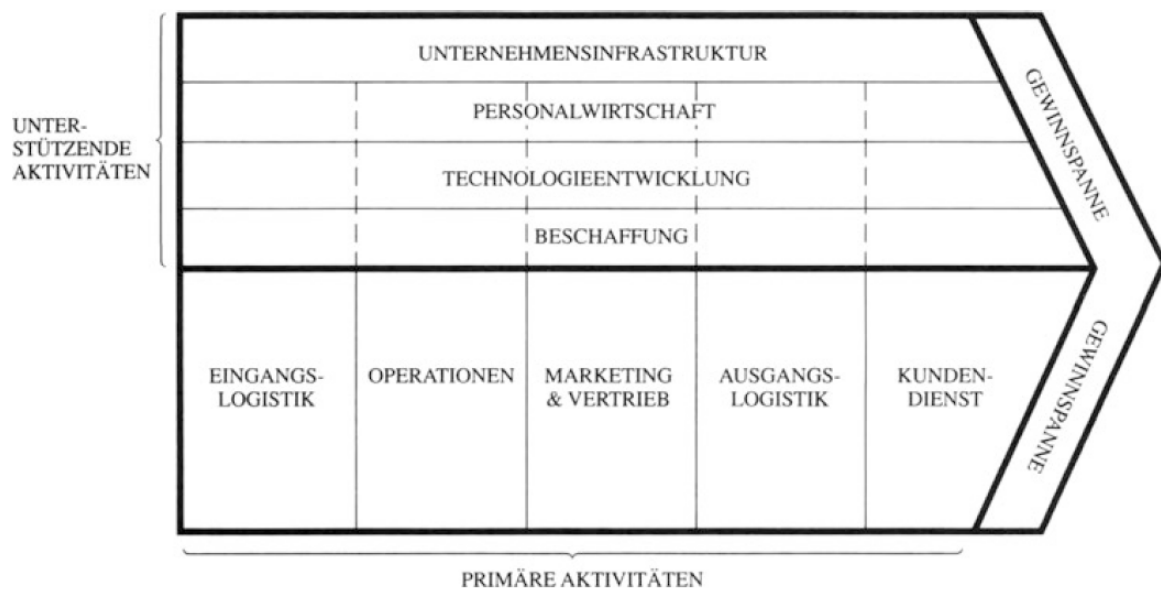 UNTERNEHMENSINFRASTRUKTUR
PERSONALWIRTSCHAFT
UNTER-
STÜTZENDE
AKTIVITÄTEN
TECHNOLOGIEENTWICKLUNG
BESCHAFFUNG
GEWINNSPANNE
EINGANGS-
LOGISTIK
OPERATIONEN
MARKETING
& VERTRIEB
AUSGANGS-
LOGISTIK
KUNDEN-
DIENST
GEWINNSPANNE
PRIMÄRE AKTIVITÄTEN